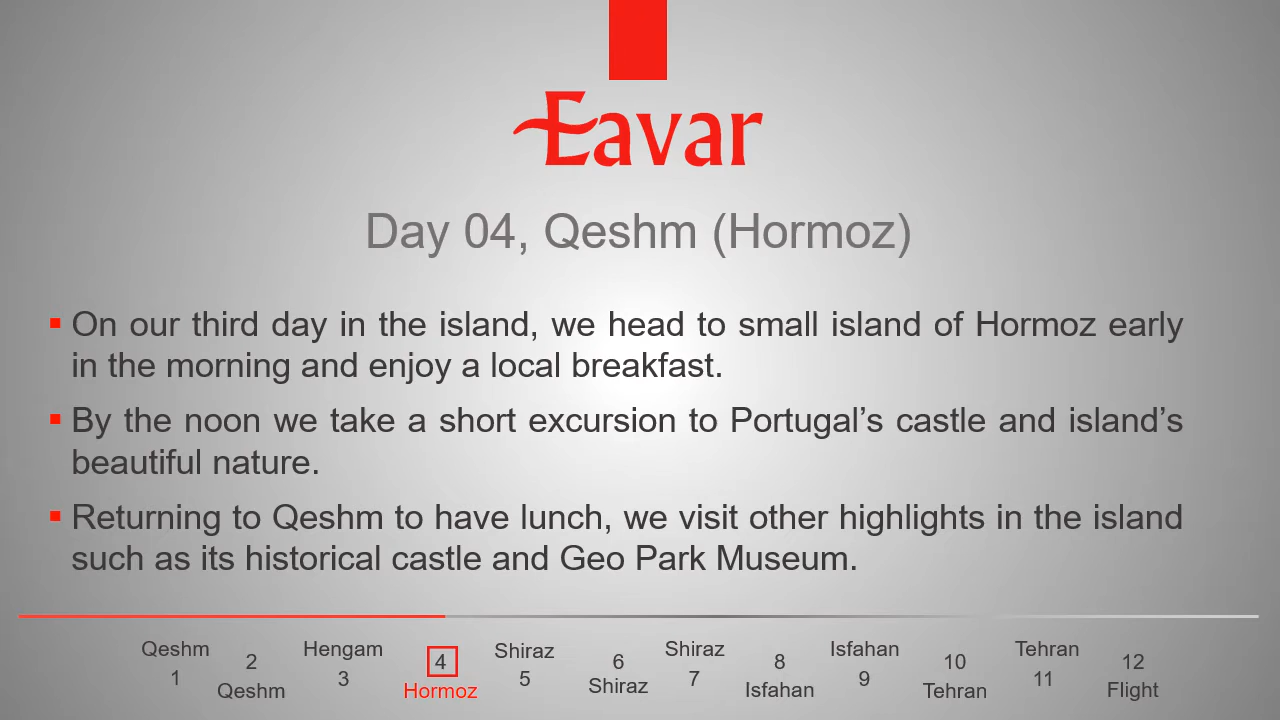 Eavar
Day 04, Qeshm (Hormoz)
▪ On our third day in the island, we head to small island of Hormoz early
in the morning and enjoy a local breakfast.
▪ By the noon we take a short excursion to Portugal’s castle and island’s
beautiful nature.
▪ Returning to Qeshm to have lunch, we visit other highlights in the island
such as its historical castle and Geo Park Museum.
Qeshm
1
2
Qeshm
Hengam
3
4
Hormoz
Shiraz
5
6
Shiraz
Shiraz
7
8
Isfahan
Isfahan
9
10
Tehran
Tehran
11
12
Flight